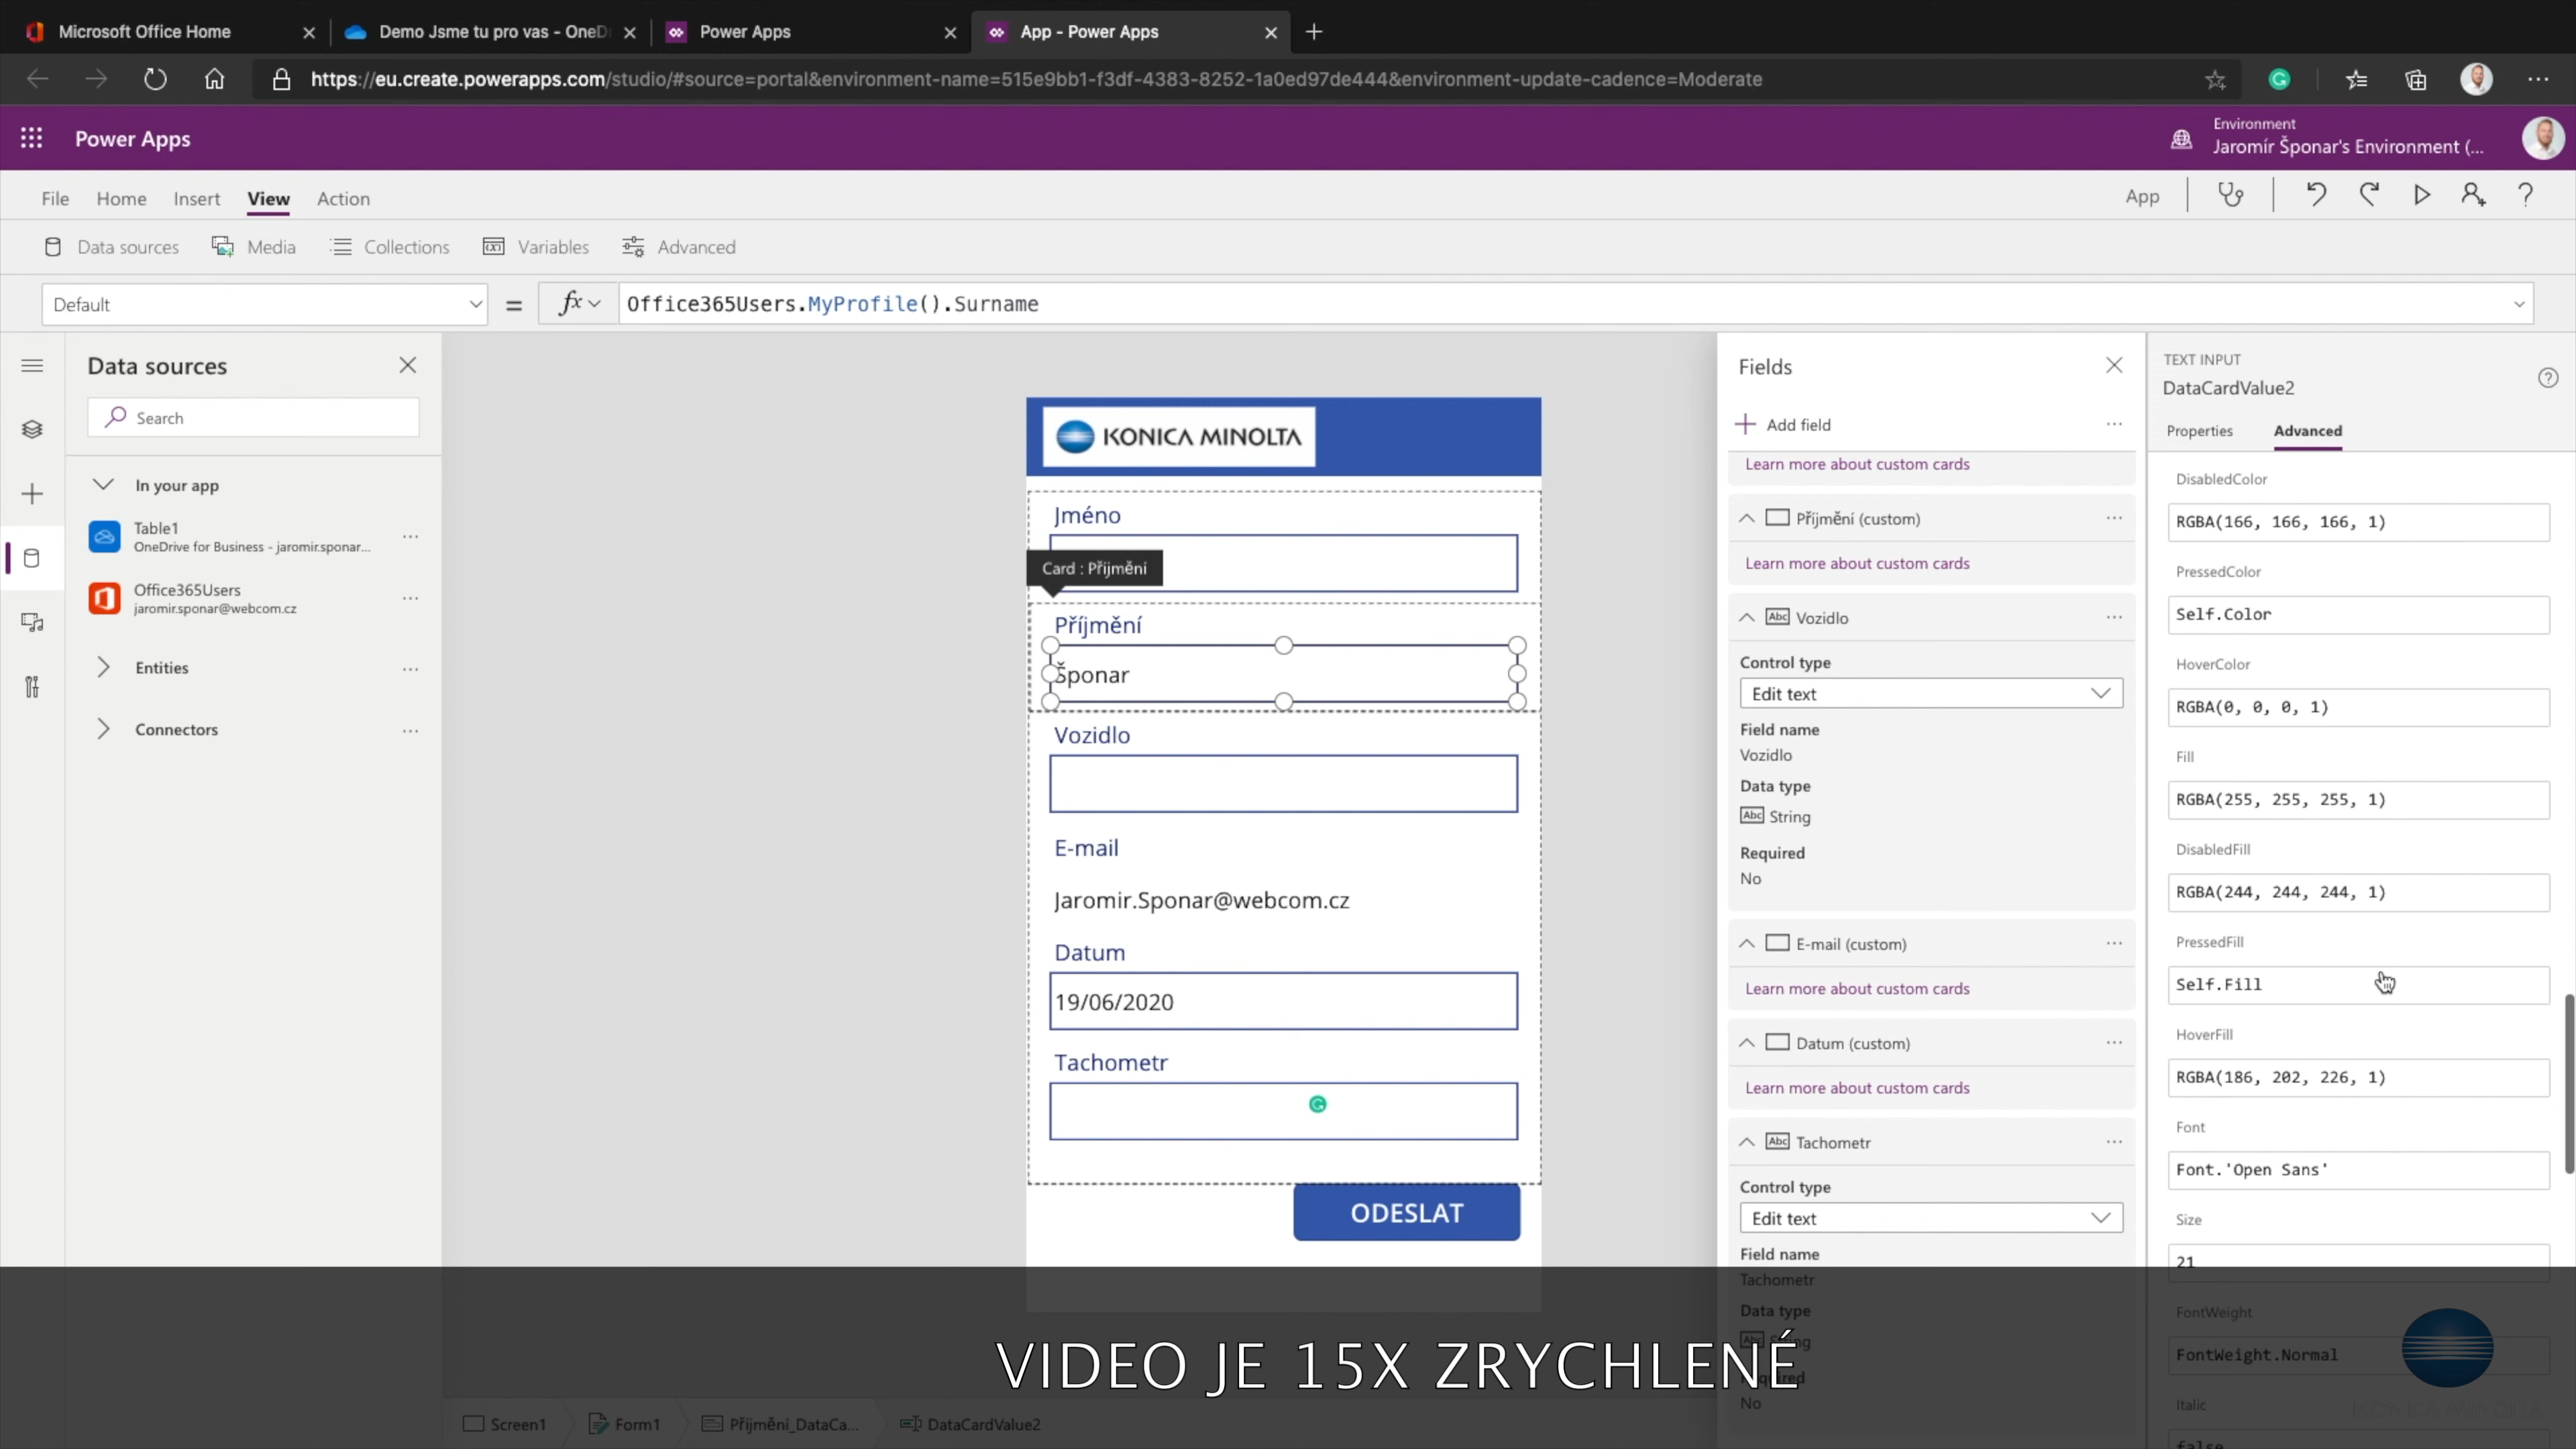 Microsoft Office Home
Demo Jsme tu pro vas - OneD
Power Apps
App - Power Apps
https://eu.create.powerapps.com/studio/#source=portal&environment-name=515e9bb1-f3df-4383-8252-1a0ed97de444&environment-update-cadence=Moderate
Power Apps
Environment
Jaromír Šponar's Environment (...
File Home Insert View Action
App
Data sources Media Collections Variables Advanced
Default = fx Office365Users.MyProfile().Surname
Data sources
Search
In your app
Table1
OneDrive for Business - jaromir.sponar...
Office365Users
jaromir.sponar@webcom.cz
Entities
Connectors
KONICA MINOLTA
Jméno
Card : Příjmění
Příjmění
Šponar
Vozidlo
E-mail
Jaromir.Sponar@webcom.cz
Datum
19/06/2020
Tachometr
ODESLAT
Fields
Add field
Learn more about custom cards
Příjmění (custom)
Learn more about custom cards
Abc Vozidlo
Control type
Edit text
Field name
Vozidlo
Data type
Abc String
Required
No
E-mail (custom)
Learn more about custom cards
Datum (custom)
Learn more about custom cards
Abc Tachometr
Control type
Edit text
Field name
Tachometr
Data type
No
TEXT INPUT
DataCardValue2
Properties Advanced
DisabledColor
RGBA(166, 166, 166, 1)
PressedColor
Self.Color
HoverColor
RGBA(0, 0, 0, 1)
Fill
RGBA(255, 255, 255, 1)
DisabledFill
RGBA(244, 244, 244, 1)
PressedFill
Self.Fill
HoverFill
RGBA(186, 202, 226, 1)
Font
Font.'Open Sans'
Size
21
FontWeight
FontWeight.Normal
Italic
false
VIDEO JE 15X ZRYCHLENÉ
Screen1 Form1 Příjmění_DataCa... DataCardValue2